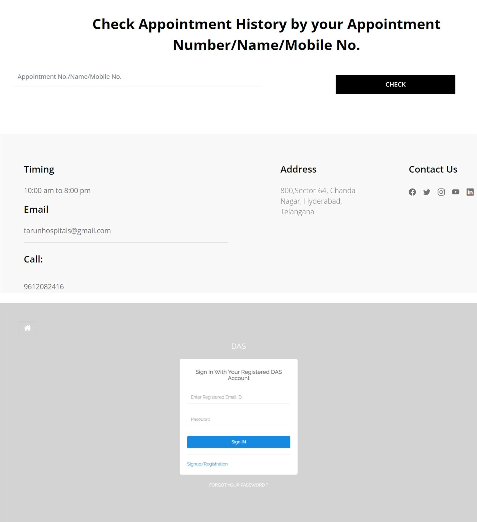 Check Appointment History by your Appointment
Number/Name/Mobile No.
Appointment No./Name/Mobile No.
CHECK
Timing
10:00 am to 8:00 pm
Email
tarunhospitals@gmail.com
Call:
9612082416
Address
800,Sector 64, Chanda
Nagar, Hyderabad,
Telangana
Contact Us
DAS
Sign In With Your Registered DAS
Account
Enter Registered Email ID
Password
Sign IN
Signup/Registration
FORGOT YOUR PASSWORD ?